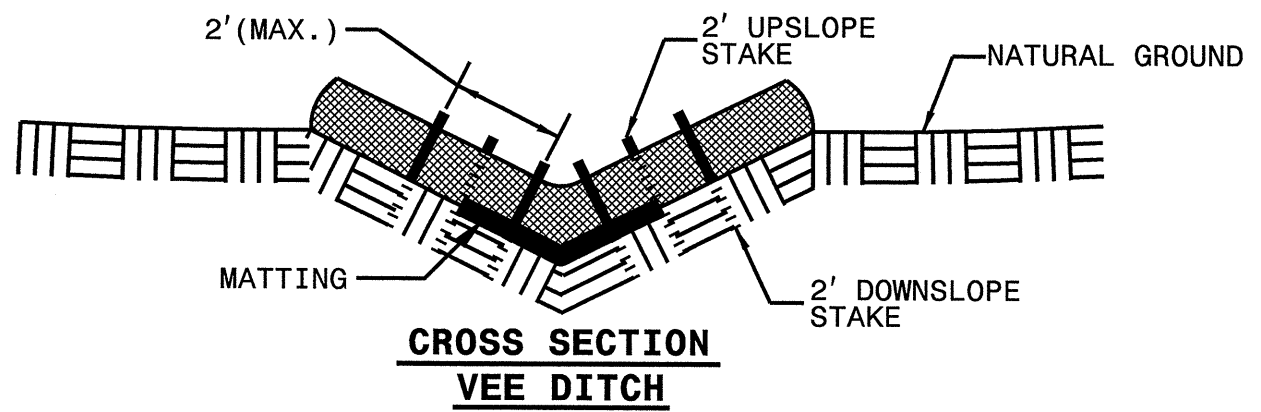 2'(MAX.)
2' UPSLOPE
STAKE
NATURAL GROUND
MATTING
2' DOWNSLOPE
STAKE
CROSS SECTION
VEE DITCH